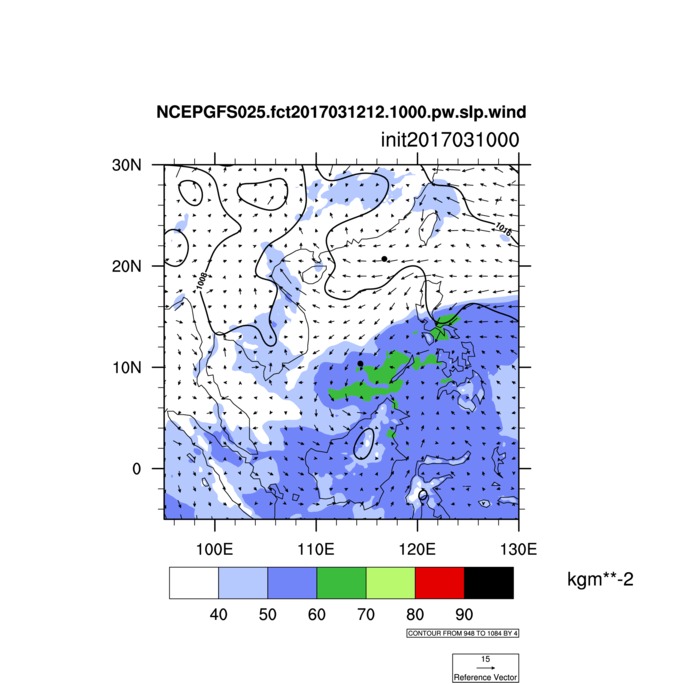 NCEPGFS025.fct2017031212.1000.pw.slp.wind
init2017031000
30N
1016
20N
1008
10N
0
100E 110E 120E 130E
kgm**-2
40 50 60 70 80 90
CONTOUR FROM 948 TO 1084 BY 4
15
Reference Vector